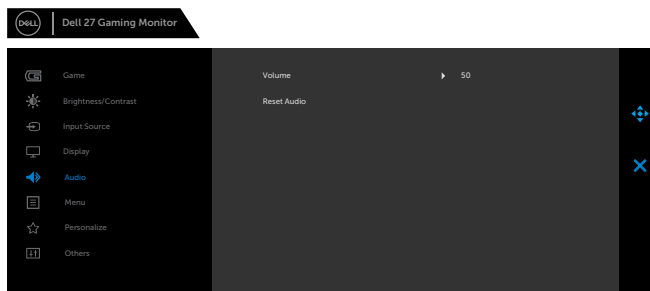 DELL
Dell 27 Gaming Monitor
Game
Brightness/Contrast
Input Source
Display
Audio
Menu
Personalize
Others
Volume 50
Reset Audio